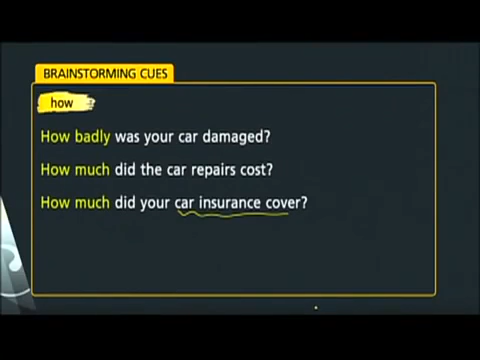 BRAINSTORMING CUES
how
How badly was your car damaged?
How much did the car repairs cost?
How much did your car insurance cover?